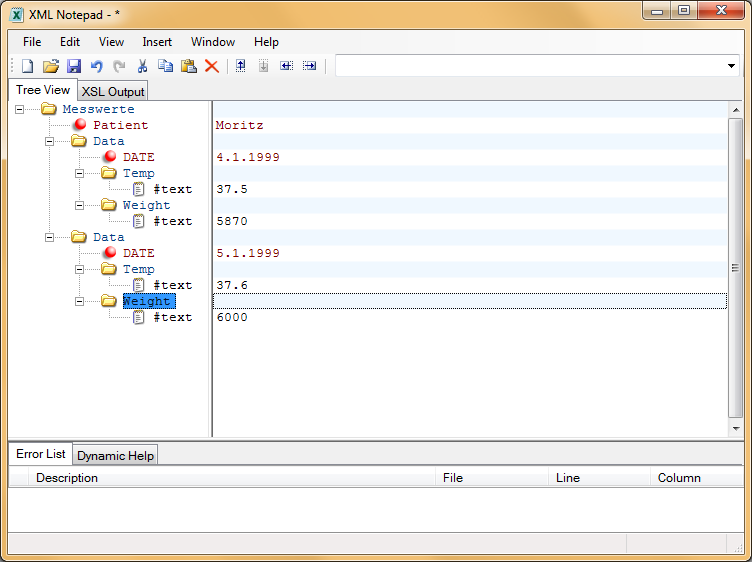 XML Notepad - *
File Edit View Insert Window Help
Tree View XSL Output
Messwerte
Patient Moritz
Data
DATE 4.1.1999
Temp
#text 37.5
Weight
#text 5870
Data
DATE 5.1.1999
Temp
#text 37.6
Weight
#text 6000
Error List Dynamic Help
Description File Line Column